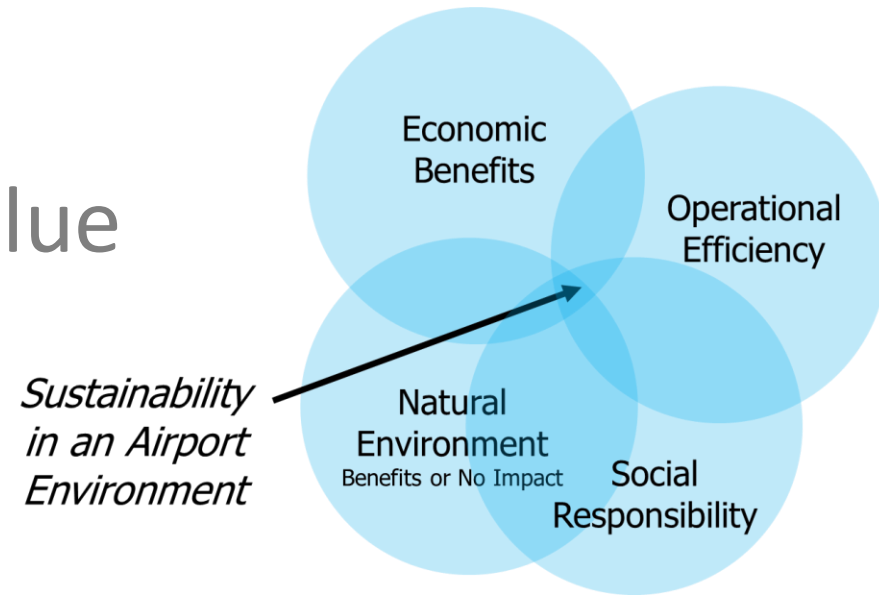 Economic
Benefits
Operational
Efficiency
lue
Sustainability
in an Airport
Environment
Natural
Environment
Benefits or No Impact
Social
Responsibility